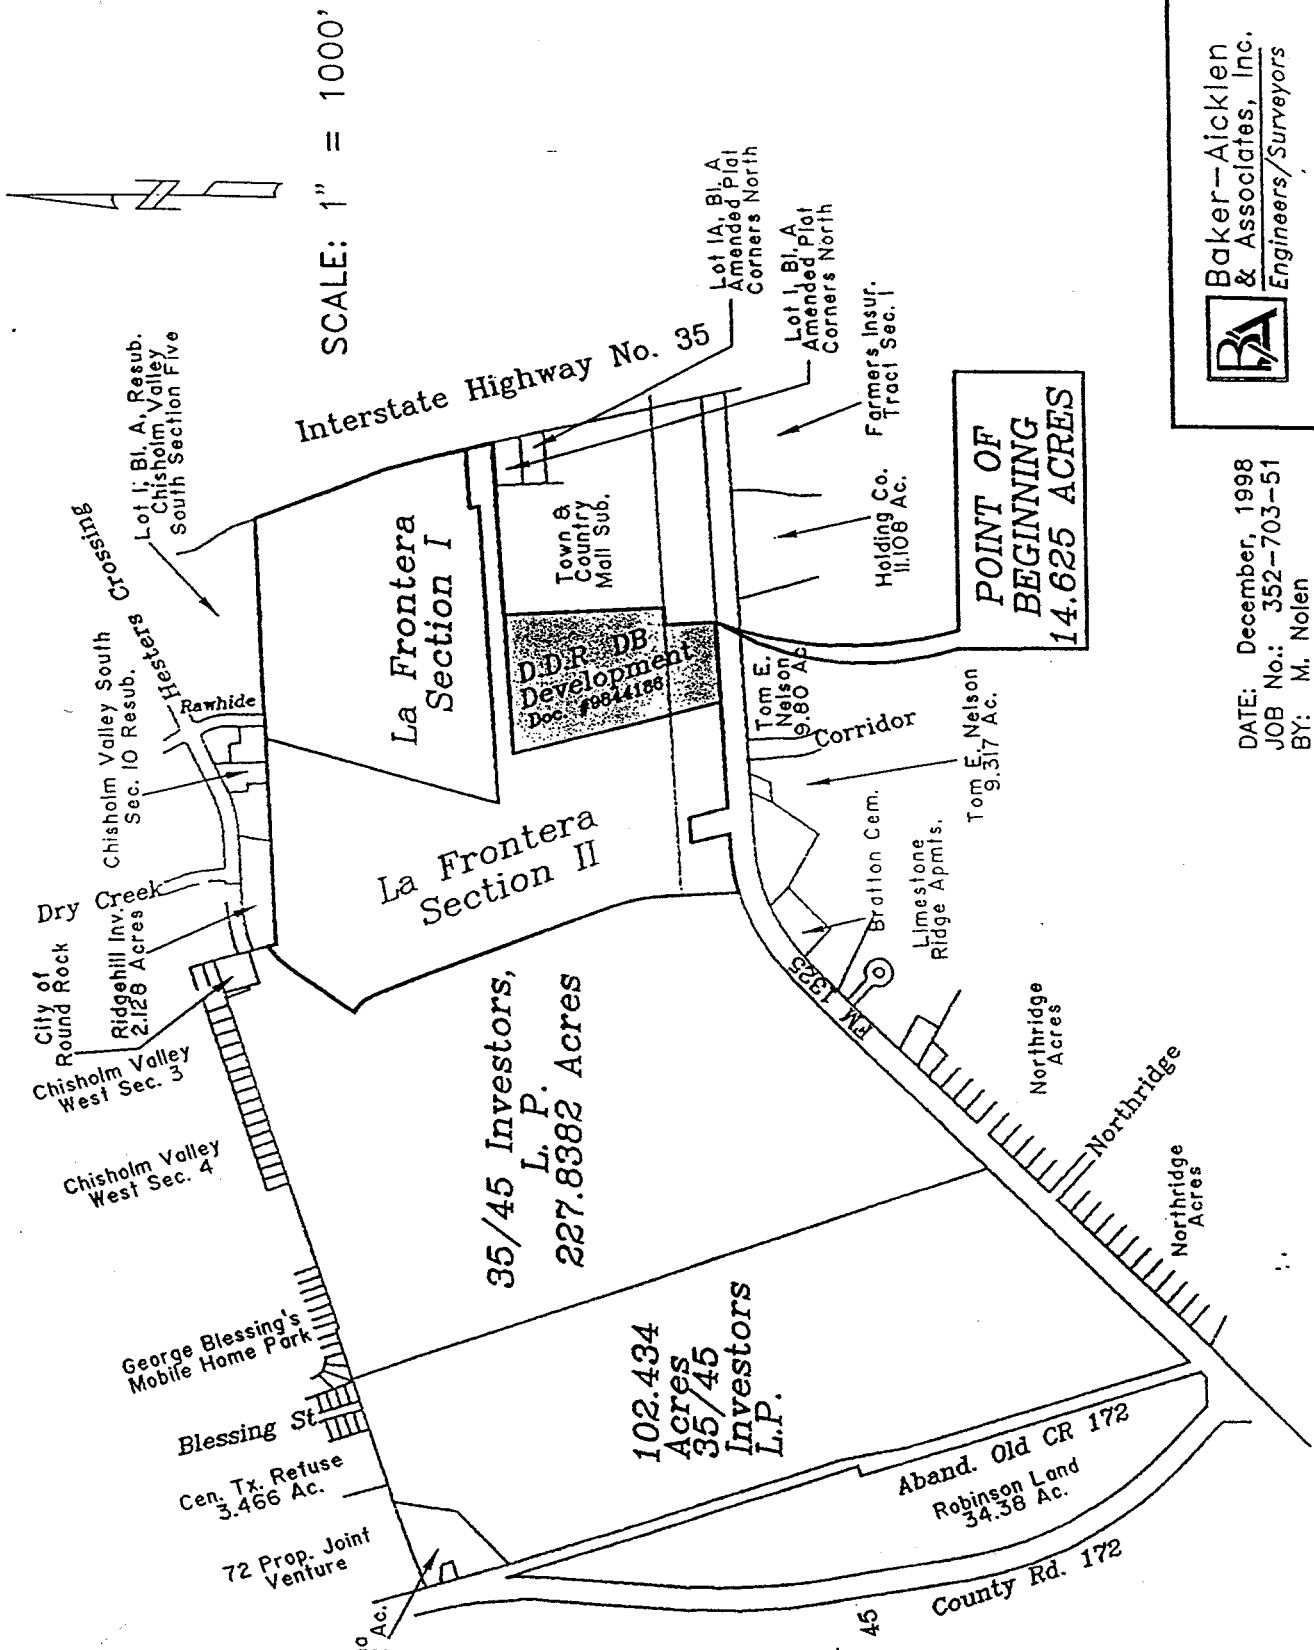 SCALE: 1" = 1000'
Lot 1, Bl. A, Resub.
Chisholm Valley
South Section Five
Hesters Crossing
Interstate Highway No. 35
Lot 1A, Bl. A
Amended Plat
Corners North
Lot 1, Bl. A
Amended Plat
Corners North
Farmers Insur.
Tract Sec. 1
Holding Co.
11.108 Ac.
La Frontera
Section I
Town &
Country
Mall Sub.
D.D.R. DB
Development
Doc. #9844186
POINT OF
BEGINNING
14.625 ACRES
Rawhide
Chisholm Valley South
Sec. 10 Resub.
Tom E.
Nelson
9.80 Ac.
Corridor
Tom E. Nelson
9.317 Ac.
La Frontera
Section II
Dry Creek
Ridgehill Inv.
2.128 Acres
City of
Round Rock
Bratton Cem.
Limestone
Ridge Apmts.
FM 1325
Chisholm Valley
West Sec. 3
Chisholm Valley
West Sec. 4
35/45 Investors,
L. P.
227.8382 Acres
Northridge
Acres
Northridge
Northridge
Acres
George Blessing's
Mobile Home Park
Blessing St.
Cen. Tx. Refuse
3.466 Ac.
72 Prop. Joint
Venture
102.434
Acres
35/45
Investors
L.P.
Aband. Old CR 172
Robinson Land
34.38 Ac.
County Rd. 172
45
Ac.
BA
Baker-Aicklen
& Associates, Inc.
Engineers/Surveyors
DATE: December, 1998
JOB No.: 352-703-51
BY: M. Nolen